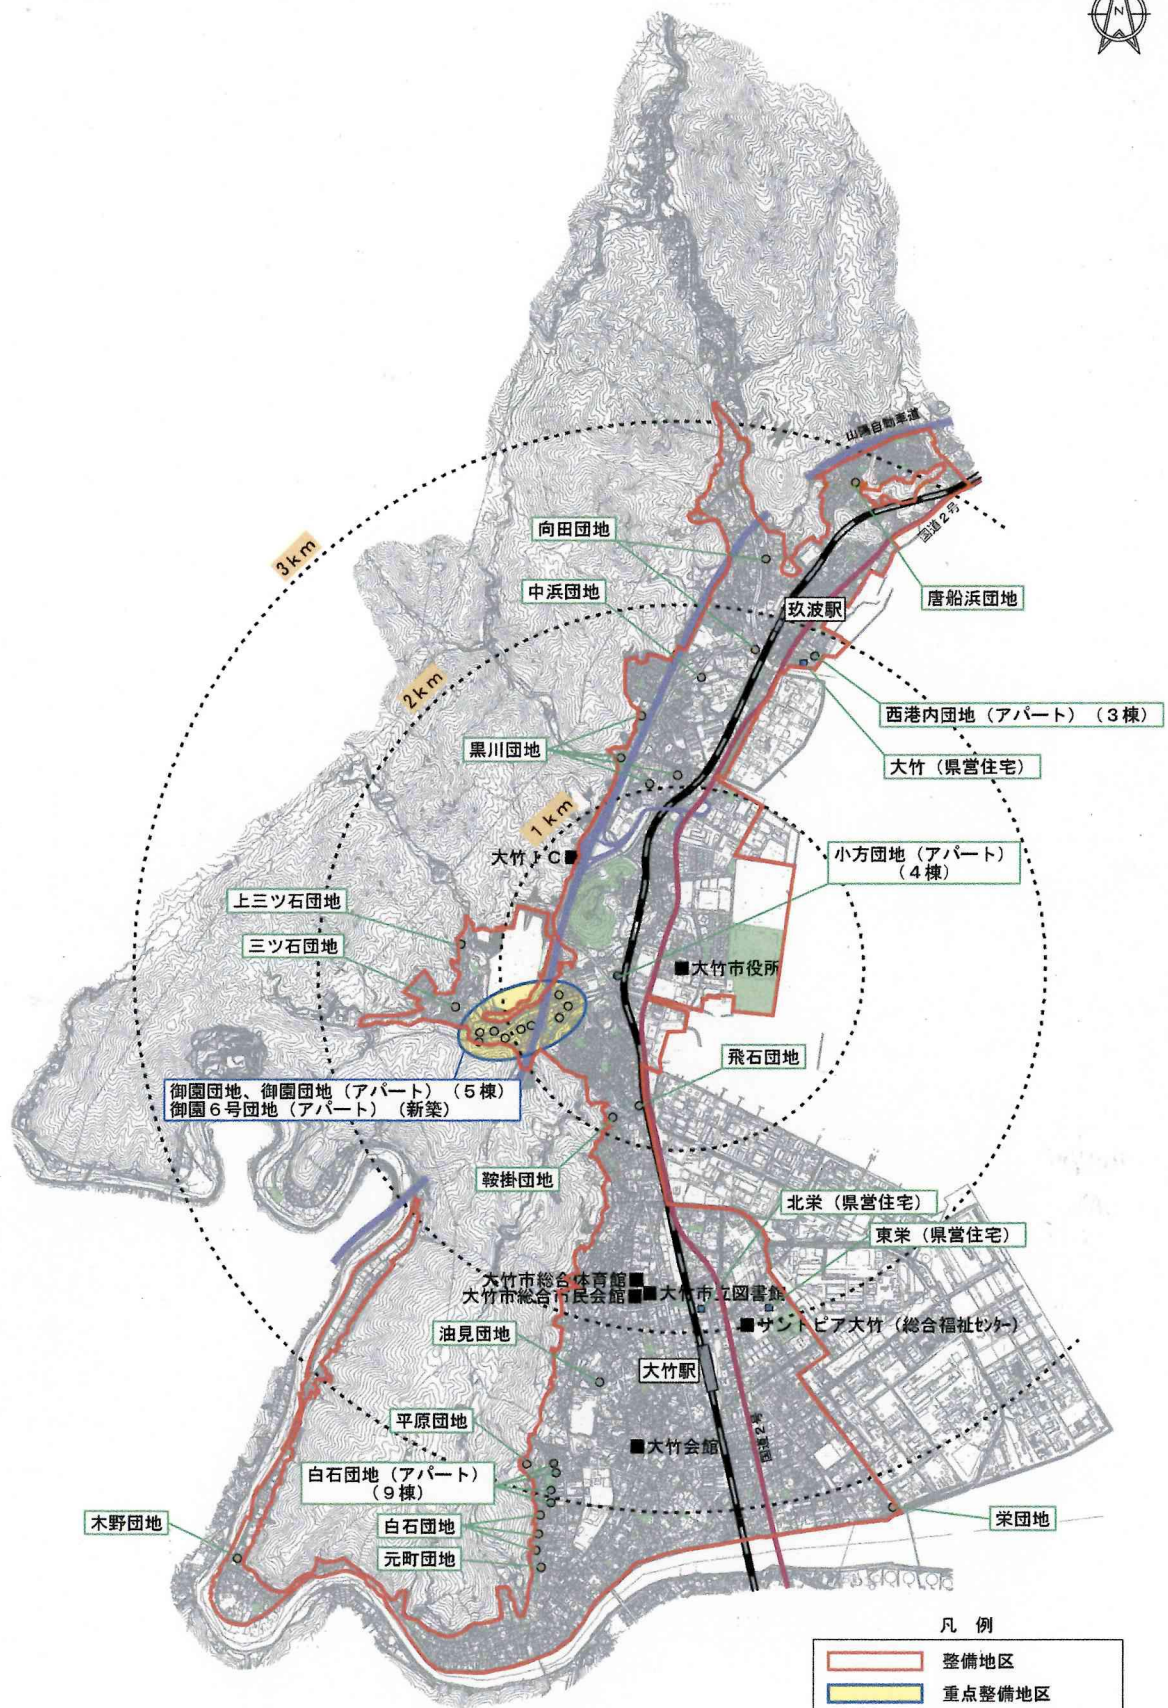 N
山陽自動車道
国道2号
向田団地
3km
中浜団地
唐船浜団地
玖波駅
2km
西港内団地（アパート）（3棟）
黒川団地
大竹（県営住宅）
1km
大竹ＩＣ
小方団地（アパート）
（4棟）
上三ツ石団地
三ツ石団地
大竹市役所
飛石団地
御園団地、御園団地（アパート）（5棟）
御園6号団地（アパート）（新築）
鞍掛団地
北栄（県営住宅）
東栄（県営住宅）
大竹市総合体育館
大竹市立図書館
大竹市総合市民会館
サントピア大竹（総合福祉センター）
油見団地
大竹駅
平原団地
大竹会館
国道2号
白石団地（アパート）
（9棟）
木野団地
白石団地
栄団地
元町団地
凡 例
整備地区
重点整備地区